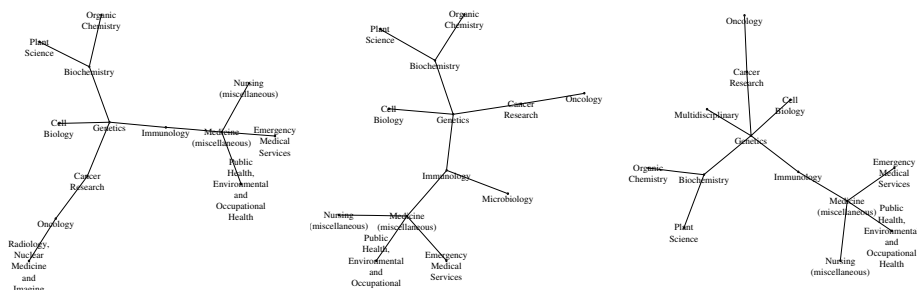 Organic
Chemistry
Plant
Science
Biochemistry
Nursing
(miscellaneous)
Cell
Biology
Genetics
Immunology
Medicine
(miscellaneous)
Emergency
Medical
Services
Public
Health,
Environmental
and
Occupational
Health
Cancer
Research
Oncology
Radiology,
Nuclear
Medicine
and
Imaging
Organic
Chemistry
Plant
Science
Biochemistry
Oncology
Cancer
Research
Cell
Biology
Genetics
Immunology
Microbiology
Nursing
(miscellaneous)
Medicine
(miscellaneous)
Public
Health,
Environmental
and
Occupational
Emergency
Medical
Services
Oncology
Cancer
Research
Cell
Biology
Multidisciplinary
Genetics
Organic
Chemistry
Biochemistry
Immunology
Emergency
Medical
Services
Medicine
(miscellaneous)
Public
Health,
Environmenta
and
Occupational
Health
Plant
Science
Nursing
(miscellaneous)